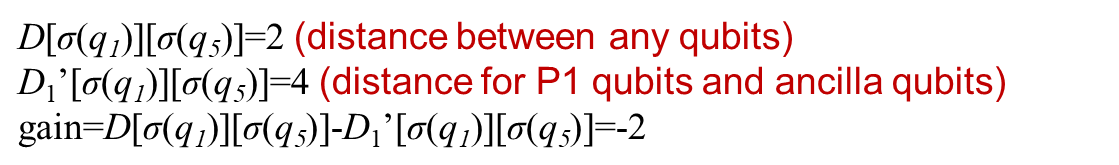 D[σ(q₁)][σ(q₅)]=2 (distance between any qubits)
D₁’[σ(q₁)][σ(q₅)]=4 (distance for P1 qubits and ancilla qubits)
gain=D[σ(q₁)][σ(q₅)]-D₁’[σ(q₁)][σ(q₅)]=-2